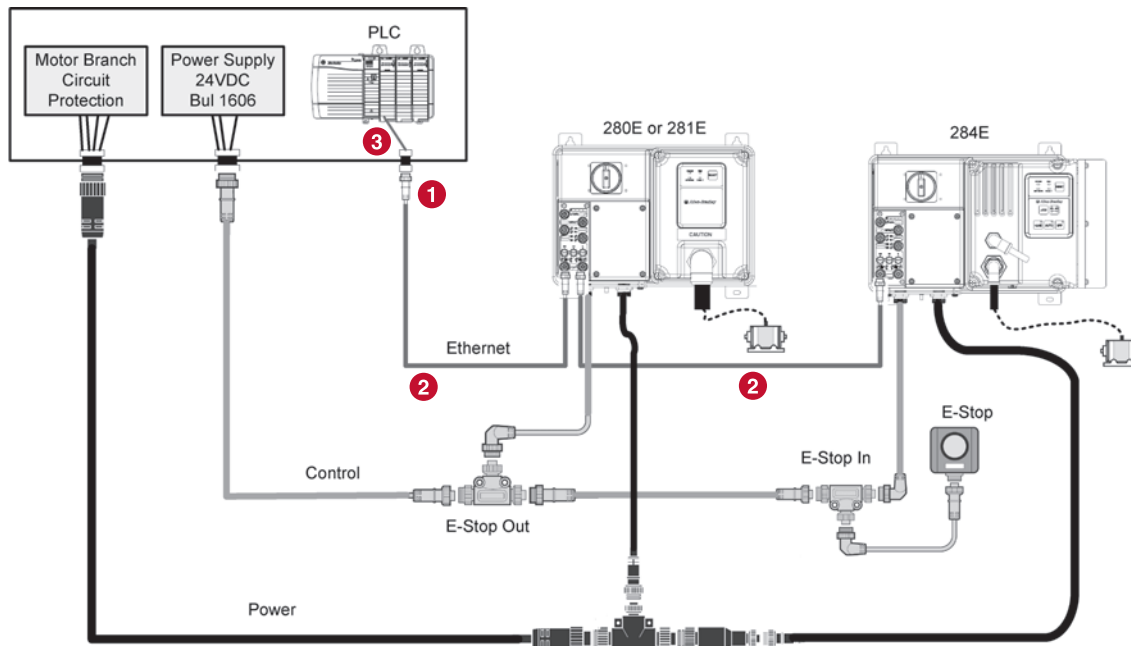 PLC
Motor Branch
Circuit
Protection
Power Supply
24VDC
Bul 1606
3
1
280E or 281E
284E
CAUTION
Ethernet
2
2
E-Stop
E-Stop In
Control
E-Stop Out
Power